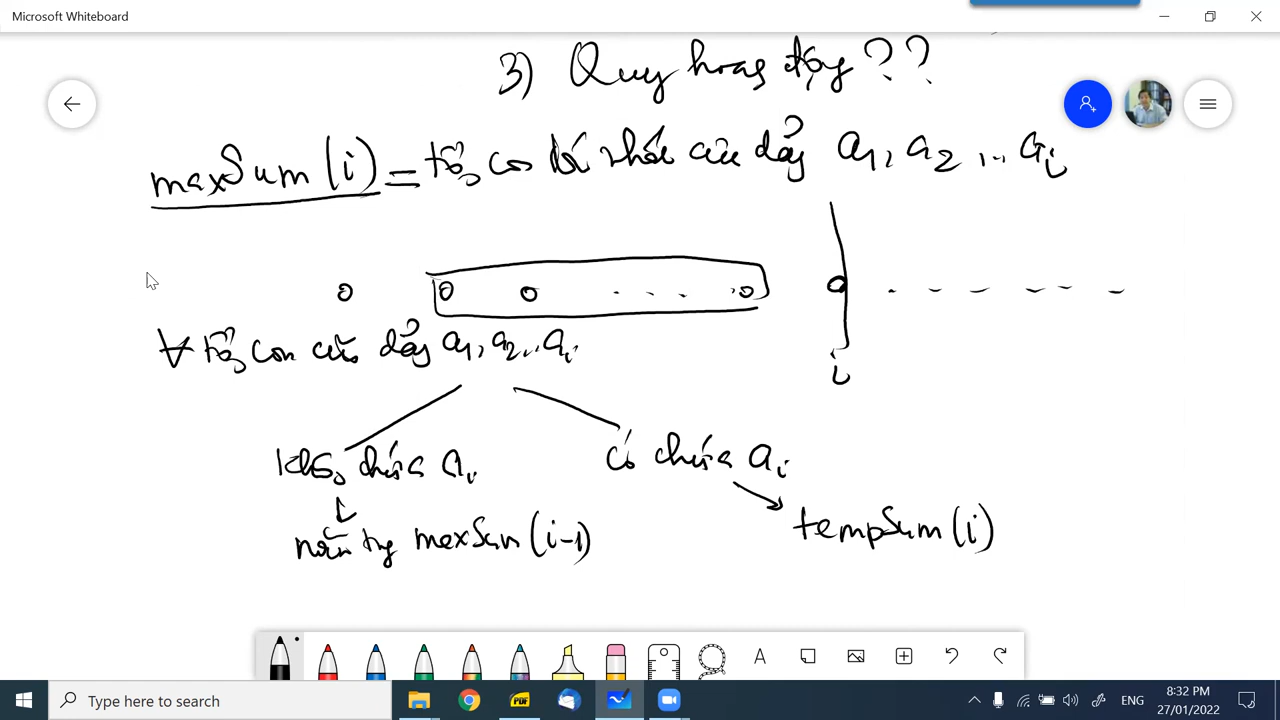 Microsoft Whiteboard
3) Quy hoạch động ??
maxSum(i) = tổng con lớn nhất của dãy a1, a2 ... ai
i
∀ tổng con của dãy a1, a2, .. ai
không chứa ai
có chứa ai
nằm trong maxSum(i-1)
tempSum(i)
A
Type here to search
PDF
ENG
8:32 PM
27/01/2022